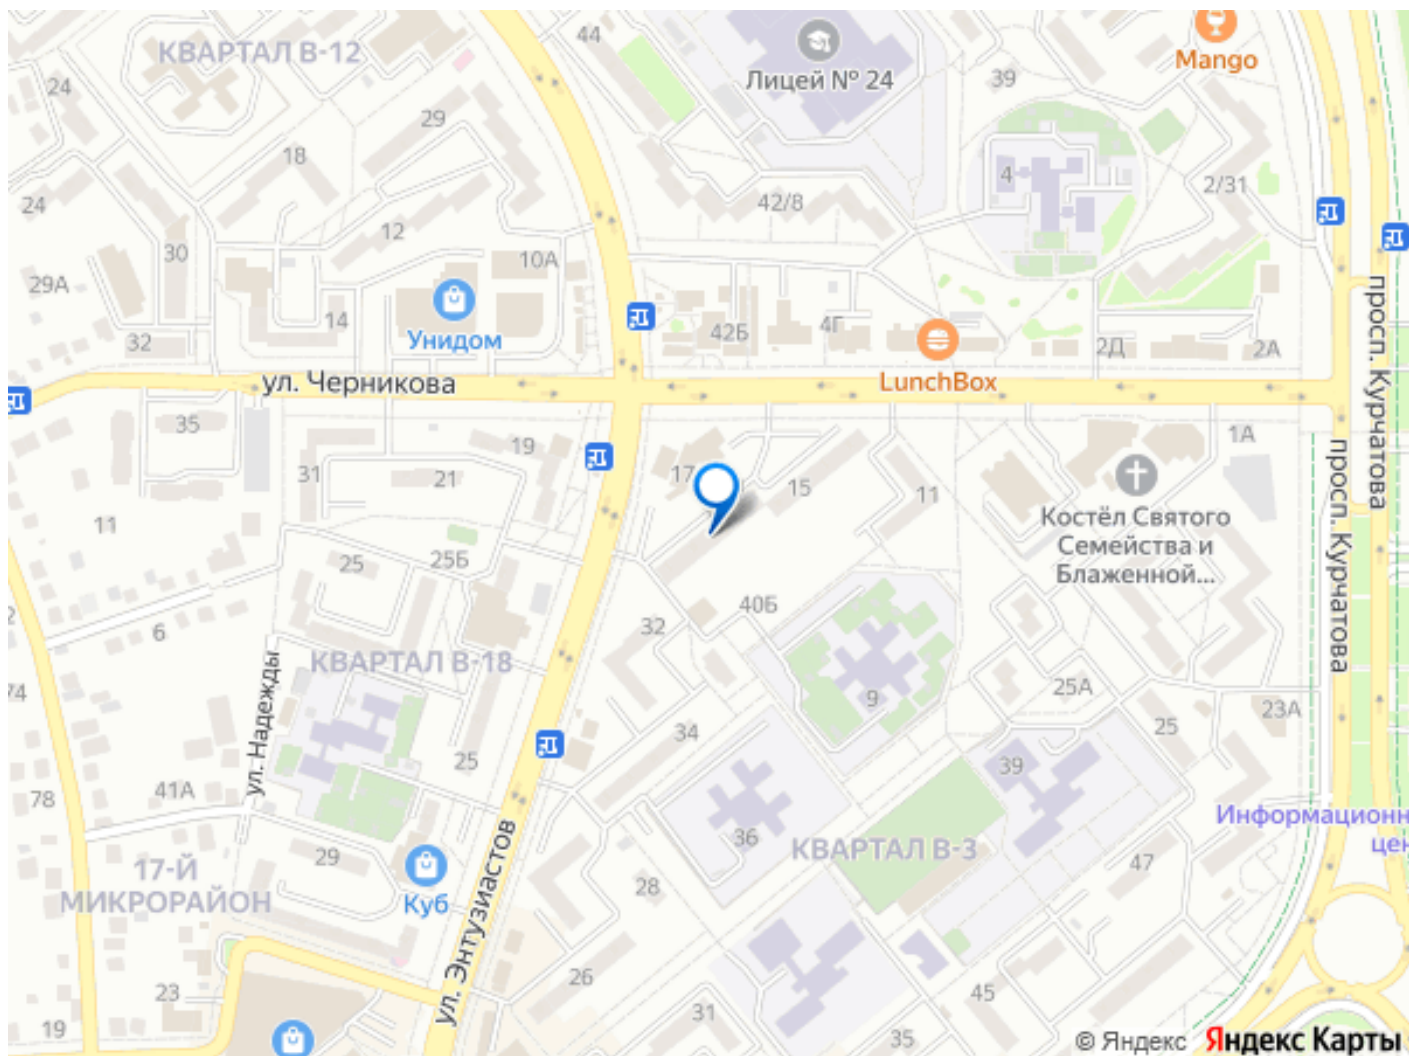 КВАРТАЛ В-12
44
Лицей № 24
Mango
39
24
29
18
4
2/31
24
42/8
12
30
10А
29А
Унидом
14
32
42Б
4Г
LunchBox
2Д
2А
просп. Курчатова
ул. Черникова
35
19
31
21
17
15
11
1А
просп. Курчатова
Костёл Святого
Семейства и
Блаженной...
11
25
25Б
40Б
6
32
КВАРТАЛ В-18
ул. Надежды
74
9
25А
23А
25
34
25
39
78
41А
Информационн
цен
36
КВАРТАЛ В-3
47
17-Й
МИКРОРАЙОН
29
Куб
28
ул. Энтузиастов
26
23
45
31
19
35
© Яндекс Яндекс Карты